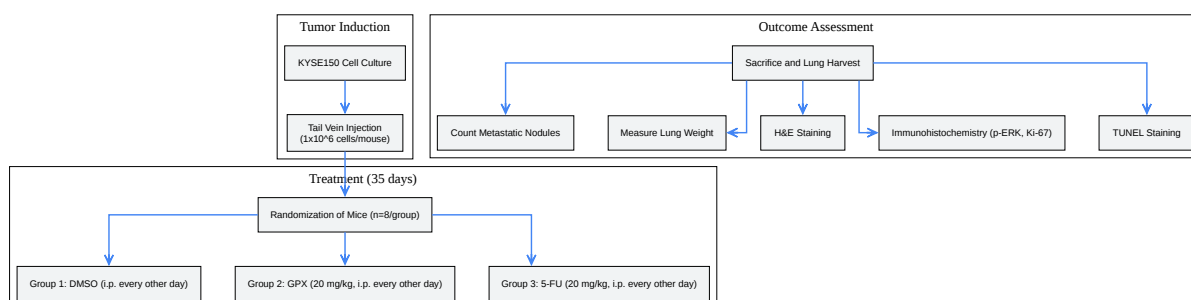 Tumor Induction
KYSE150 Cell Culture
Tail Vein Injection
(1x10^6 cells/mouse)
Outcome Assessment
Sacrifice and Lung Harvest
Count Metastatic Nodules
Measure Lung Weight
H&E Staining
Immunohistochemistry (p-ERK, Ki-67)
TUNEL Staining
Treatment (35 days)
Randomization of Mice (n=8/group)
Group 1: DMSO (i.p. every other day)
Group 2: GPX (20 mg/kg, i.p. every other day)
Group 3: 5-FU (20 mg/kg, i.p. every other day)